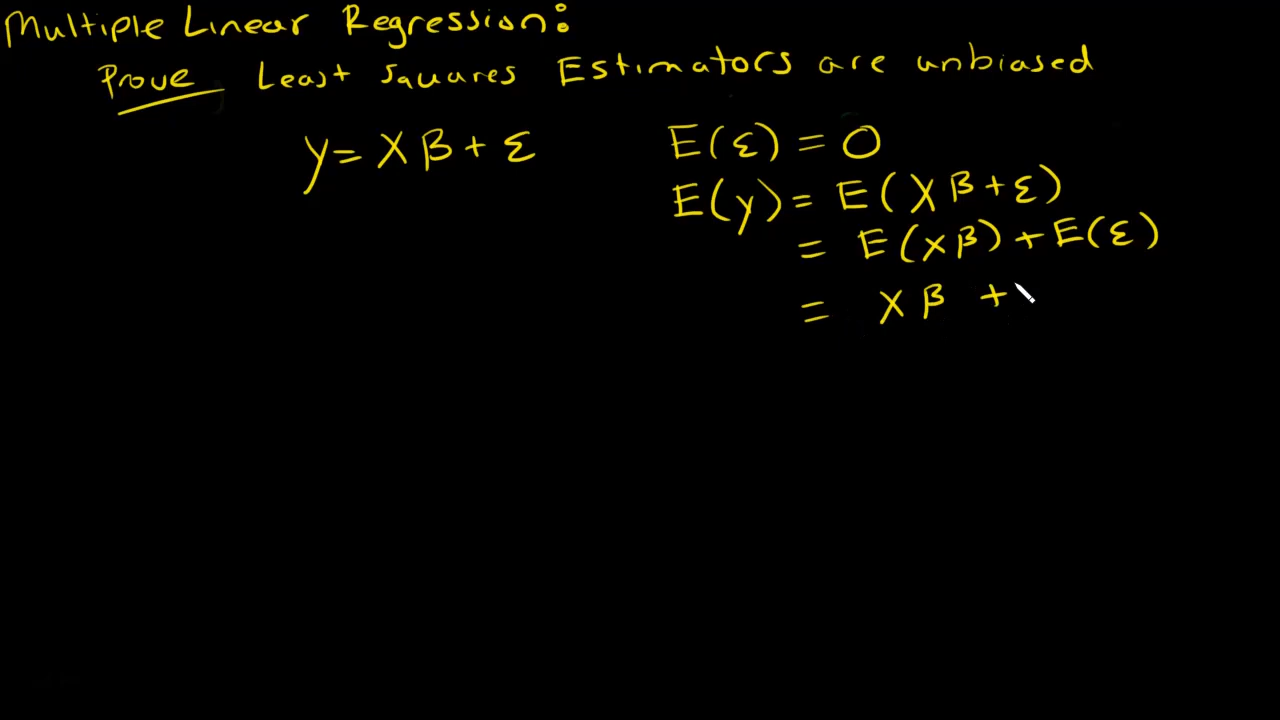 Multiple Linear Regression:
Prove Least Squares Estimators are unbiased
y = Xβ + ε
E(ε) = 0
E(y) = E(Xβ + ε)
= E(Xβ) + E(ε)
= Xβ +